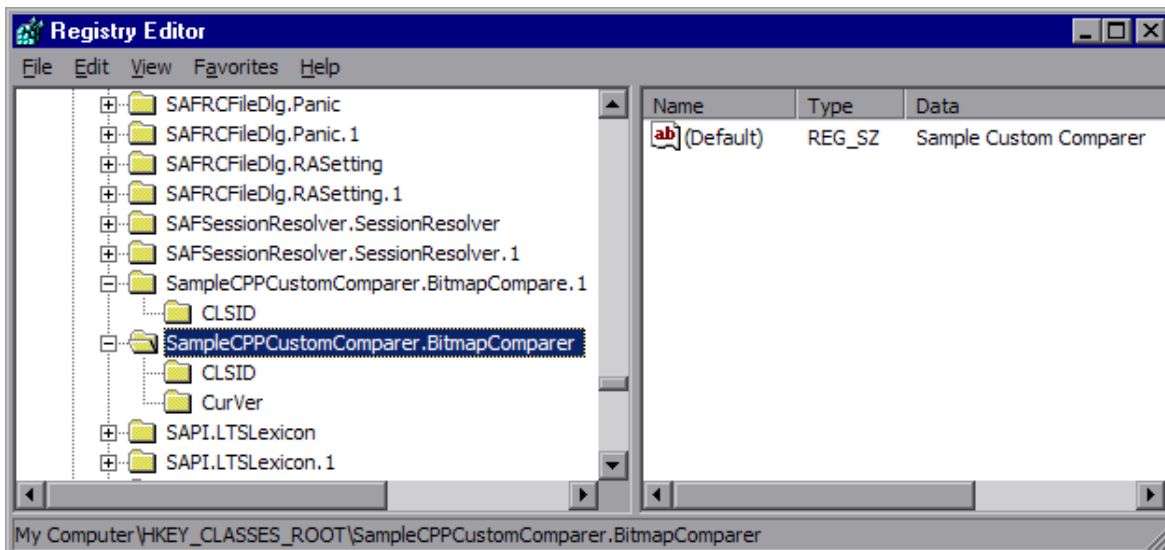 Registry Editor
File Edit View Favorites Help
SAFRCFileDlg.Panic
SAFRCFileDlg.Panic.1
SAFRCFileDlg.RASetting
SAFRCFileDlg.RASetting.1
SAFSessionResolver.SessionResolver
SAFSessionResolver.SessionResolver.1
SampleCPPCustomComparer.BitmapCompare.1
CLSID
SampleCPPCustomComparer.BitmapComparer
CLSID
CurVer
SAPI.LTSLexicon
SAPI.LTSLexicon.1
Name Type Data
ab (Default) REG_SZ Sample Custom Comparer
My Computer\HKEY_CLASSES_ROOT\SampleCPPCustomComparer.BitmapComparer